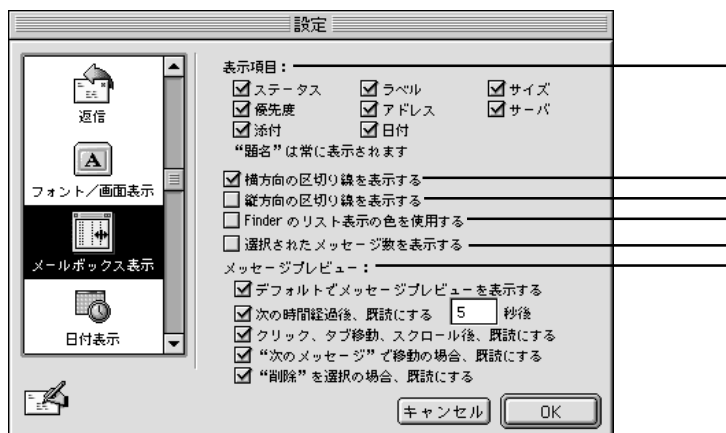 設定
返信
フォント／画面表示
メールボックス表示
日付表示
表示項目：
ステータス ラベル サイズ
優先度 アドレス サーバ
添付 日付
“題名”は常に表示されます
横方向の区切り線を表示する
縦方向の区切り線を表示する
Finder のリスト表示の色を使用する
選択されたメッセージ数を表示する
メッセージプレビュー：
デフォルトでメッセージプレビューを表示する
次の時間経過後、既読にする 5 秒後
クリック、タブ移動、スクロール後、既読にする
“次のメッセージ”で移動の場合、既読にする
“削除”を選択の場合、既読にする
キャンセル OK